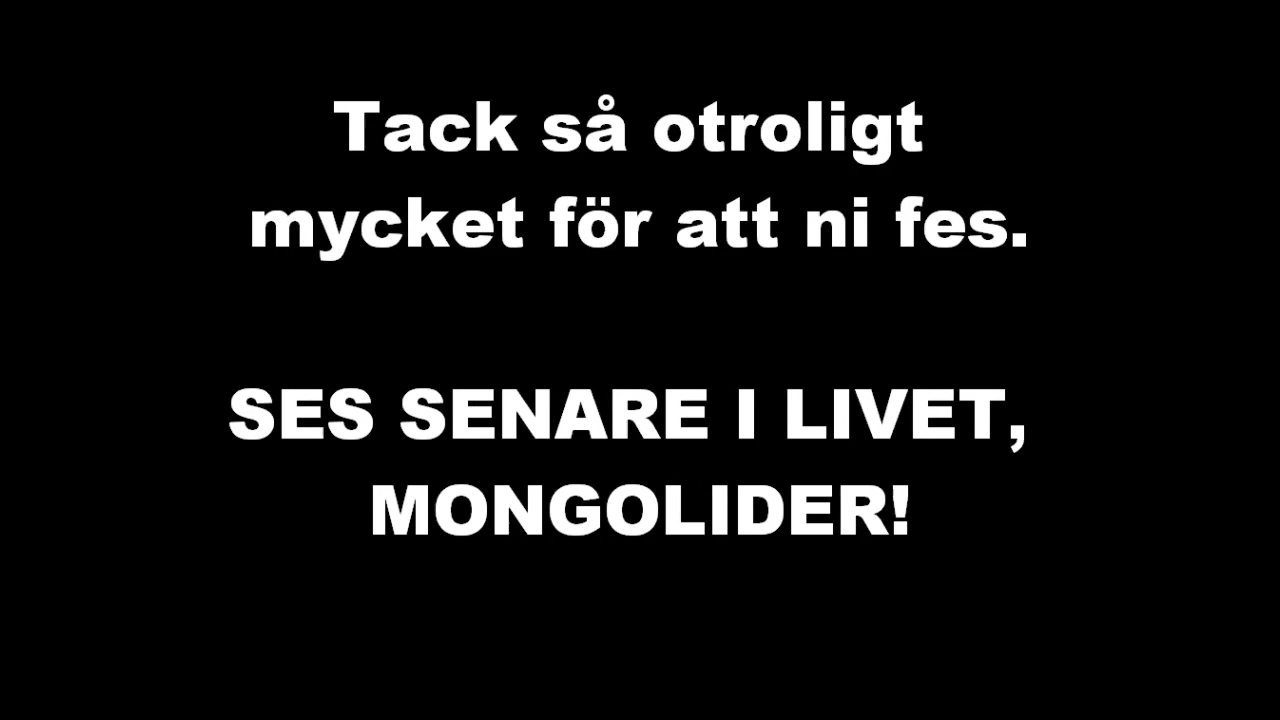 Tack så otroligt
mycket för att ni fes.
SES SENARE I LIVET,
MONGOLIDER!